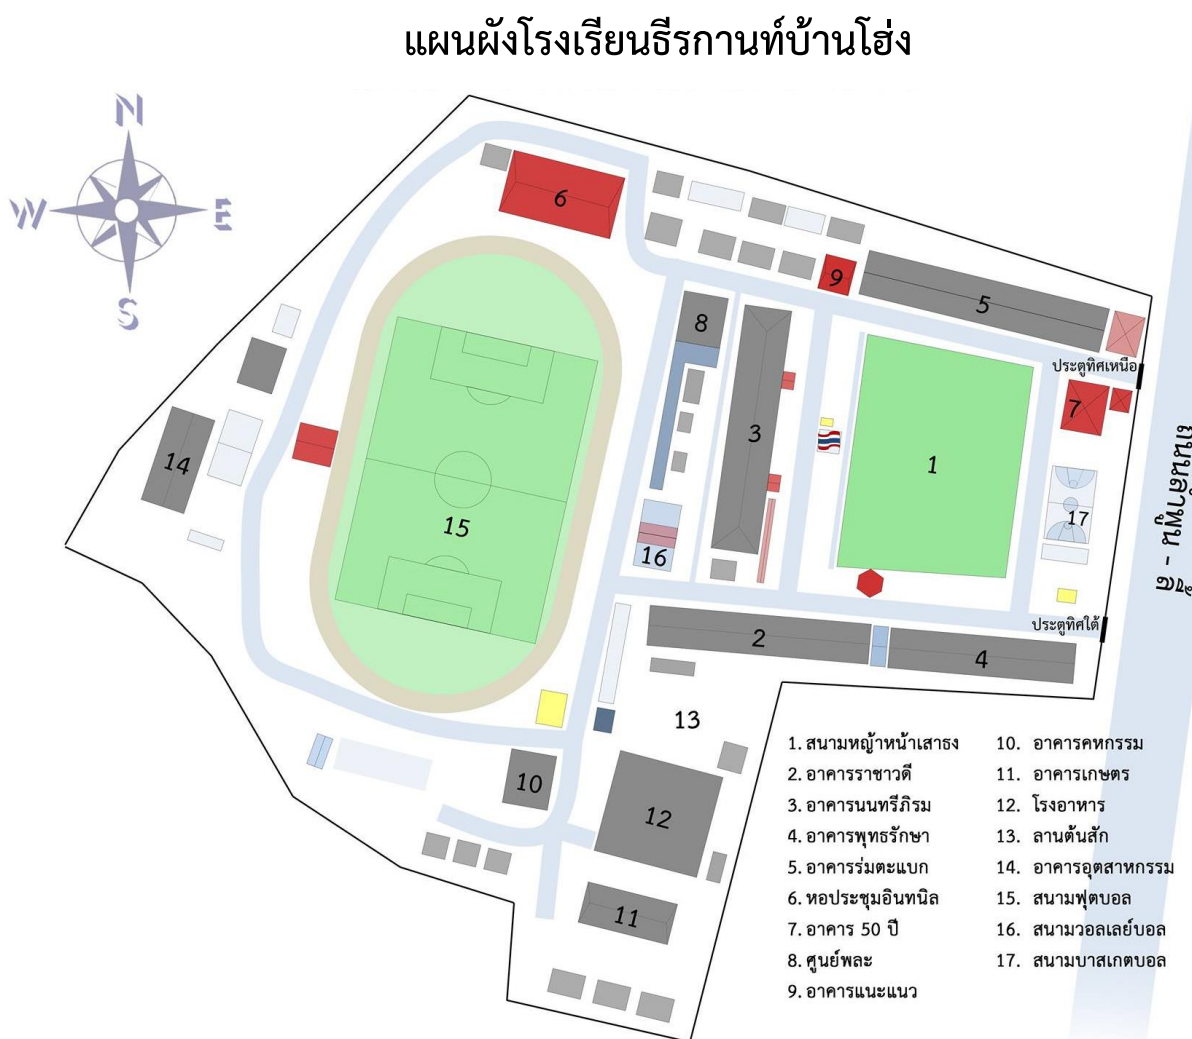 แผนผังโรงเรียนธีรกานท์บ้านโฮ่ง
N
W
E
S
6
9
5
8
ประตูทิศเหนือ
7
3
1
14
15
17
16
ถนนลำพูน - ลี้
ประตูทิศใต้
2
4
13
10
12
11
1. สนามหญ้าหน้าเสาธง
2. อาคารราชาวดี
3. อาคารนนทรีภิรม
4. อาคารพุทธรักษา
5. อาคารร่มตะแบก
6. หอประชุมอินทนิล
7. อาคาร 50 ปี
8. ศูนย์พละ
9. อาคารแนะแนว
10. อาคารคหกรรม
11. อาคารเกษตร
12. โรงอาหาร
13. ลานต้นสัก
14. อาคารอุตสาหกรรม
15. สนามฟุตบอล
16. สนามวอลเลย์บอล
17. สนามบาสเกตบอล